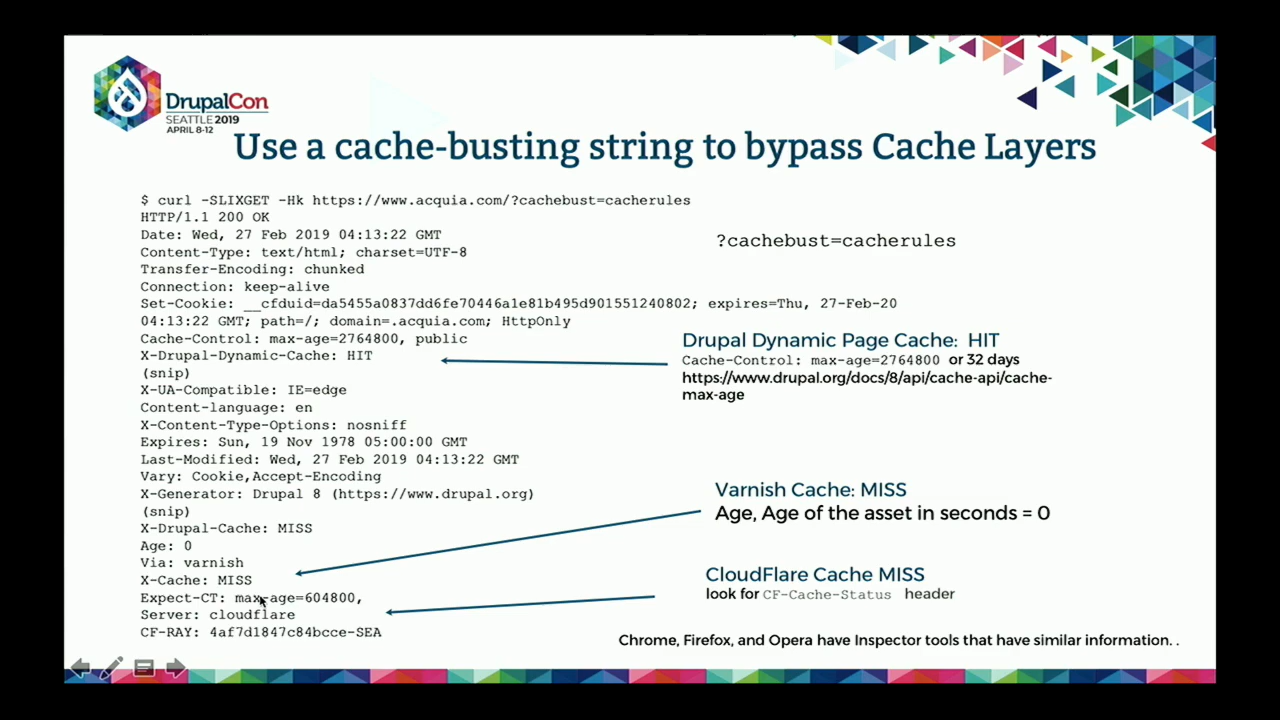 DrupalCon
SEATTLE 2019
APRIL 8-12
Use a cache-busting string to bypass Cache Layers
$ curl -SLIXGET -Hk https://www.acquia.com/?cachebust=cacherules
HTTP/1.1 200 OK
Date: Wed, 27 Feb 2019 04:13:22 GMT
Content-Type: text/html; charset=UTF-8
Transfer-Encoding: chunked
Connection: keep-alive
Set-Cookie: __cfduid=da5455a0837dd6fe70446a1e81b495d901551240802; expires=Thu, 27-Feb-20
04:13:22 GMT; path=/; domain=.acquia.com; HttpOnly
Cache-Control: max-age=2764800, public
X-Drupal-Dynamic-Cache: HIT
(snip)
X-UA-Compatible: IE=edge
Content-language: en
X-Content-Type-Options: nosniff
Expires: Sun, 19 Nov 1978 05:00:00 GMT
Last-Modified: Wed, 27 Feb 2019 04:13:22 GMT
Vary: Cookie,Accept-Encoding
X-Generator: Drupal 8 (https://www.drupal.org)
(snip)
X-Drupal-Cache: MISS
Age: 0
Via: varnish
X-Cache: MISS
Expect-CT: max-age=604800,
Server: cloudflare
CF-RAY: 4af7d1847c84bcce-SEA
?cachebust=cacherules
Drupal Dynamic Page Cache: HIT
Cache-Control: max-age=2764800 or 32 days
https://www.drupal.org/docs/8/api/cache-api/cache-
max-age
Varnish Cache: MISS
Age, Age of the asset in seconds = 0
CloudFlare Cache MISS
look for CF-Cache-Status header
Chrome, Firefox, and Opera have Inspector tools that have similar information. .